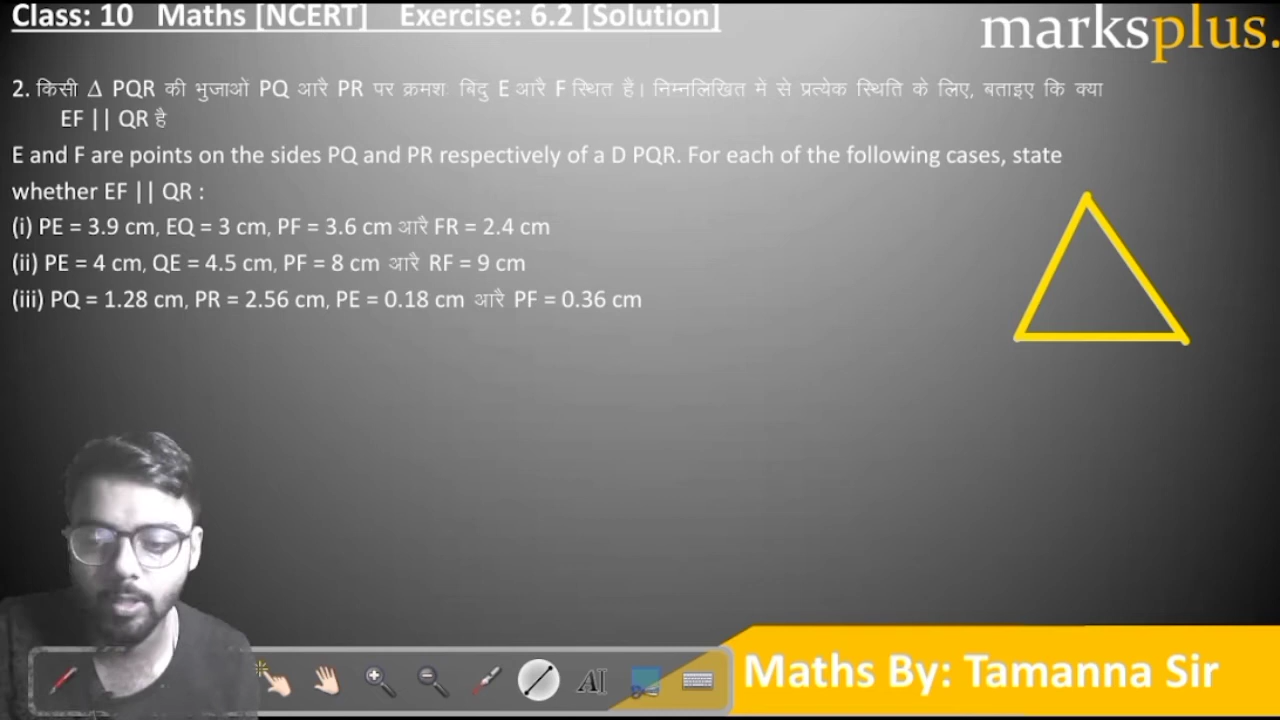 Class: 10 Maths [NCERT] Exercise: 6.2 [Solution]
marksplus.
2. किसी Δ PQR की भुजाओं PQ आरै PR पर क्रमश: बिंदु E आरै F स्थित हैं। निम्नलिखित में से प्रत्येक स्थिति के लिए, बताइए कि क्या
EF || QR है
E and F are points on the sides PQ and PR respectively of a D PQR. For each of the following cases, state
whether EF || QR :
(i) PE = 3.9 cm, EQ = 3 cm, PF = 3.6 cm आरै FR = 2.4 cm
(ii) PE = 4 cm, QE = 4.5 cm, PF = 8 cm आरै RF = 9 cm
(iii) PQ = 1.28 cm, PR = 2.56 cm, PE = 0.18 cm आरै PF = 0.36 cm
AI
Maths By: Tamanna Sir